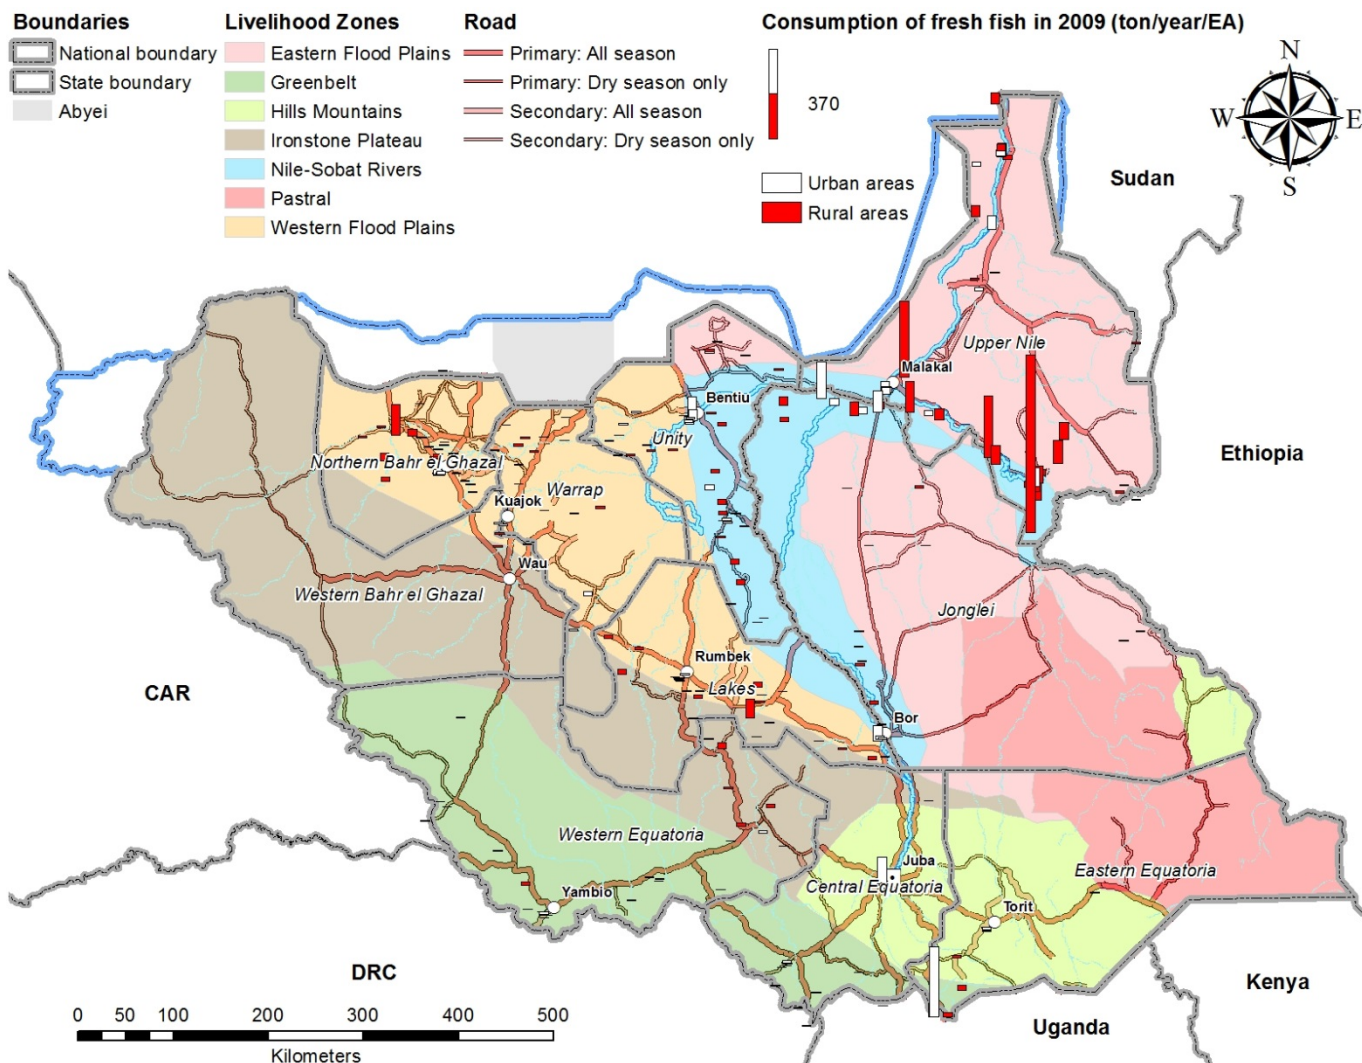 Boundaries
National boundary
State boundary
Abyei
Livelihood Zones
Eastern Flood Plains
Greenbelt
Hills Mountains
Ironstone Plateau
Nile-Sobat Rivers
Pastral
Western Flood Plains
Road
Primary: All season
Primary: Dry season only
Secondary: All season
Secondary: Dry season only
Consumption of fresh fish in 2009 (ton/year/EA)
370
Urban areas
Rural areas
N
W
E
S
Sudan
Upper Nile
Malakal
Bentiu
Unity
Ethiopia
Northern Bahr el Ghazal
Warrap
Kuajok
Wau
Western Bahr el Ghazal
Jonglei
Rumbek
Lakes
CAR
Bor
Western Equatoria
Juba
Central Equatoria
Eastern Equatoria
Yambio
Torit
DRC
Kenya
Uganda
0 50 100 200 300 400 500
Kilometers